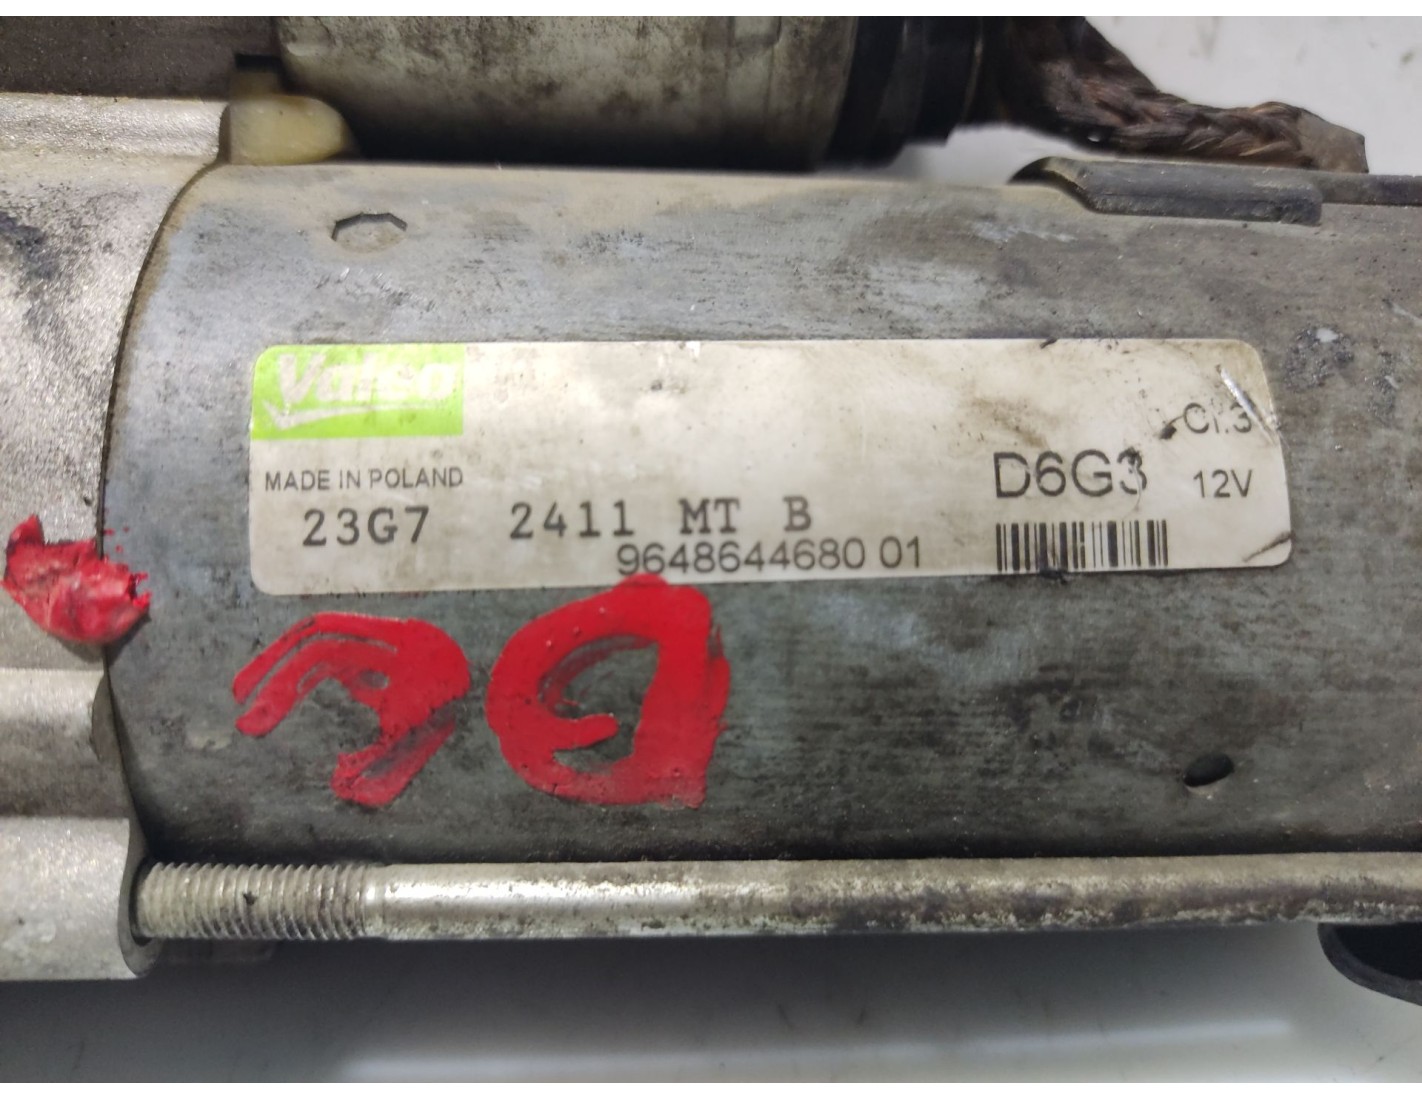 Valeo
Cl.3
MADE IN POLAND
D6G3 12V
23G7 2411 MT B
9648644680 01